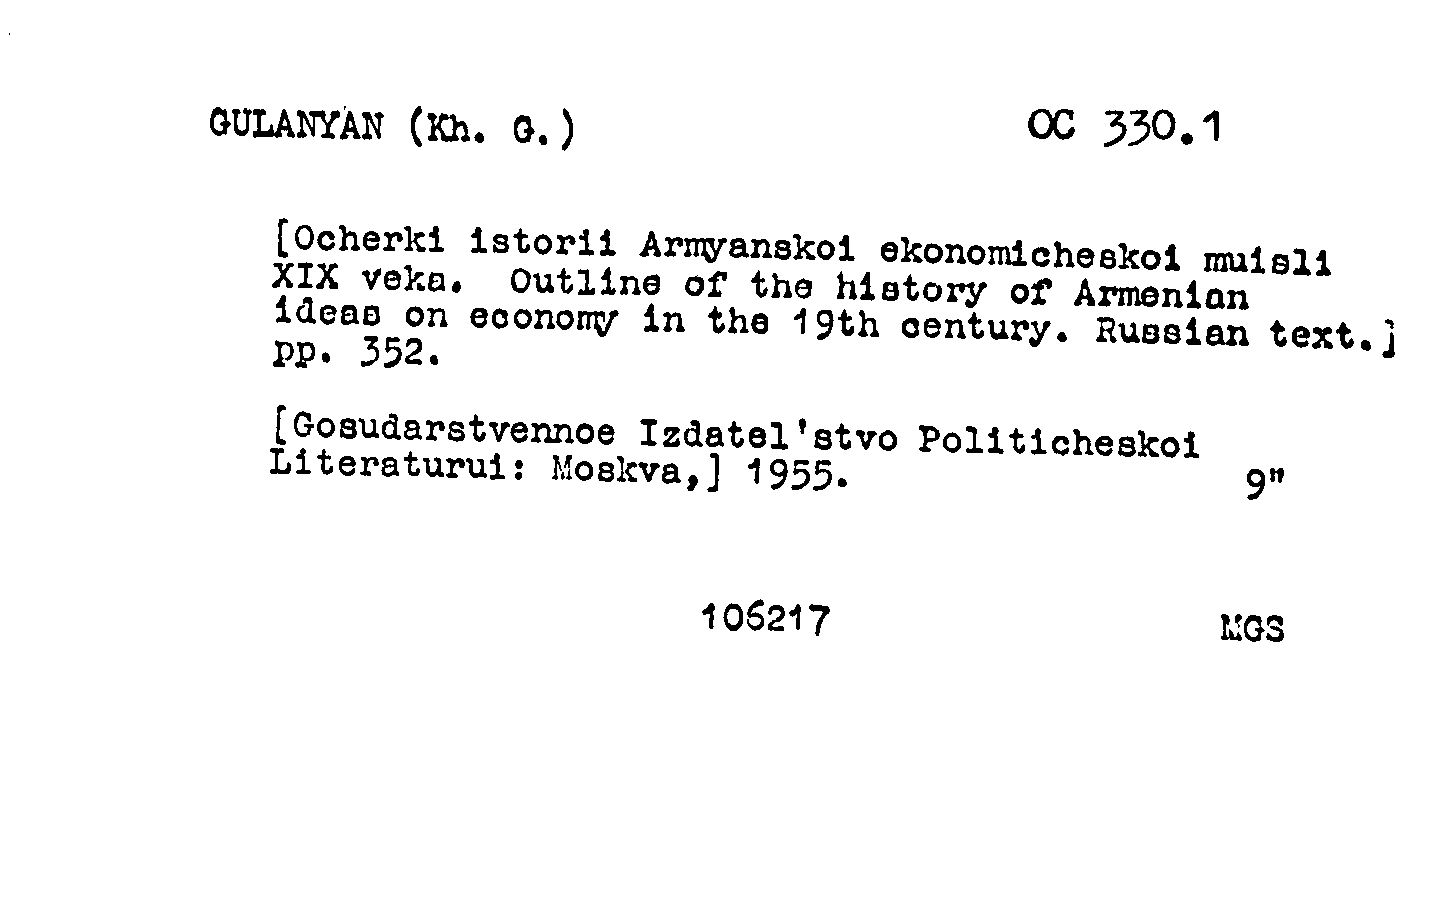 GULANYAN (Kh. G.) OC 330.1
[Ocherki istorii Armyanskoi ekonomicheskoi muisli
XIX veka. Outline of the history of Armenian
ideas on economy in the 19th century. Russian text.]
pp. 352.
[Gosudarstvennoe Izdatel'stvo Politicheskoi
Literaturui: Moskva,] 1955. 9"
106217 MGS